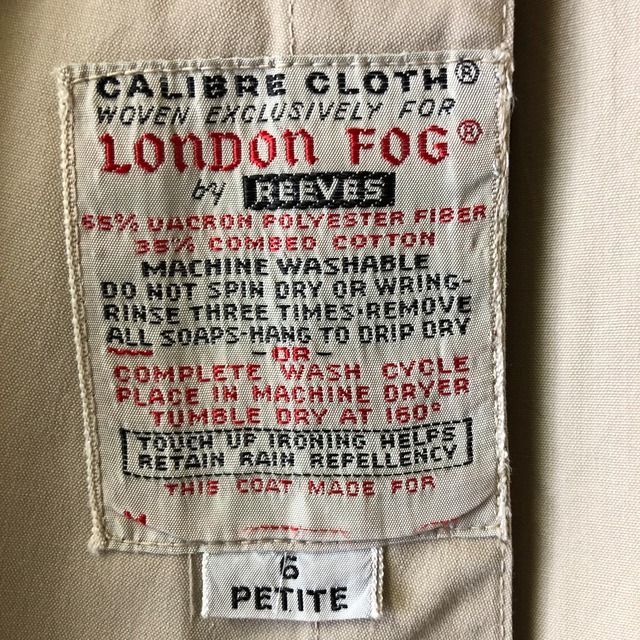 CALIBRE CLOTH®
WOVEN EXCLUSIVELY FOR
LONDON FOG®
by REEVES
65% DACRON POLYESTER FIBER
35% COMBED COTTON
MACHINE WASHABLE
DO NOT SPIN DRY OR WRING-
RINSE THREE TIMES·REMOVE
ALL SOAPS-HANG TO DRIP DRY
-OR-
COMPLETE WASH CYCLE
PLACE IN MACHINE DRYER
TUMBLE DRY AT 160°
TOUCH UP IRONING HELPS
RETAIN RAIN REPELLENCY
THIS COAT MADE FOR
6
PETITE